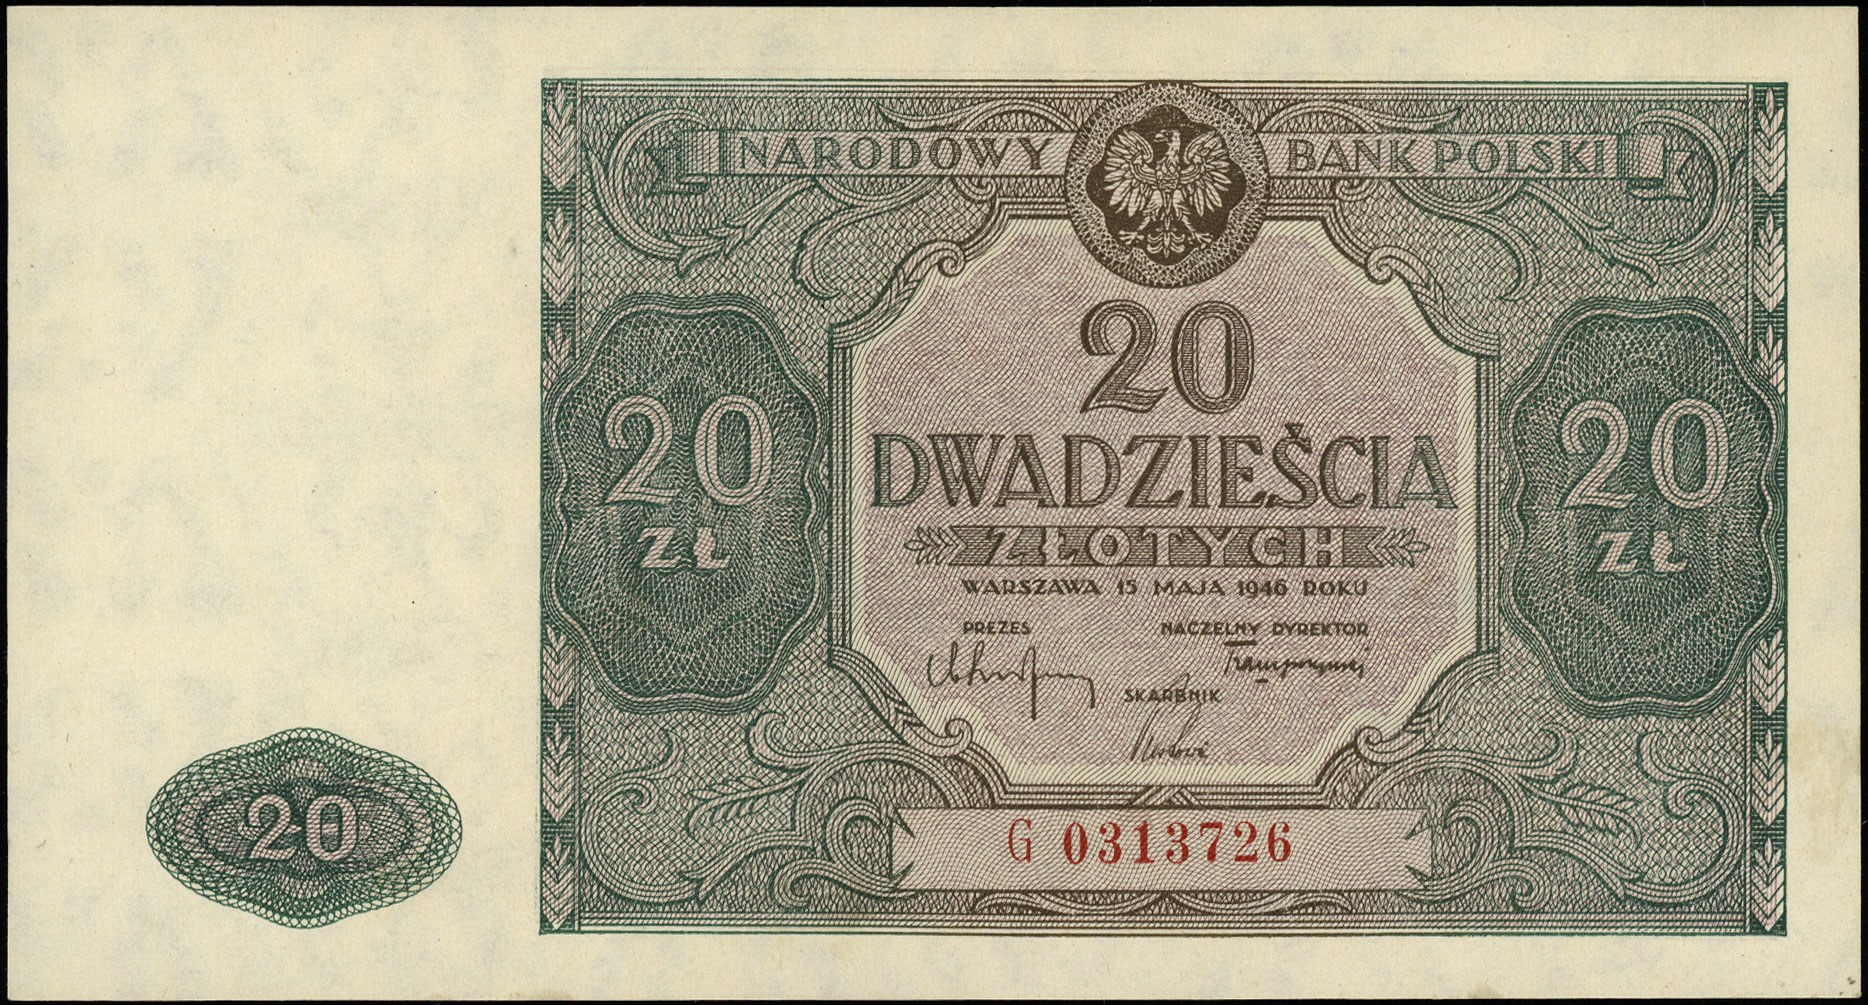 NARODOWY BANK POLSKI
20
DWADZIEŚCIA
ZŁOTYCH
WARSZAWA 15 MAJA 1946 ROKU
PREZES NACZELNY DYREKTOR
SKARBNIK
20
ZŁ
20
ZŁ
20
G 0313726